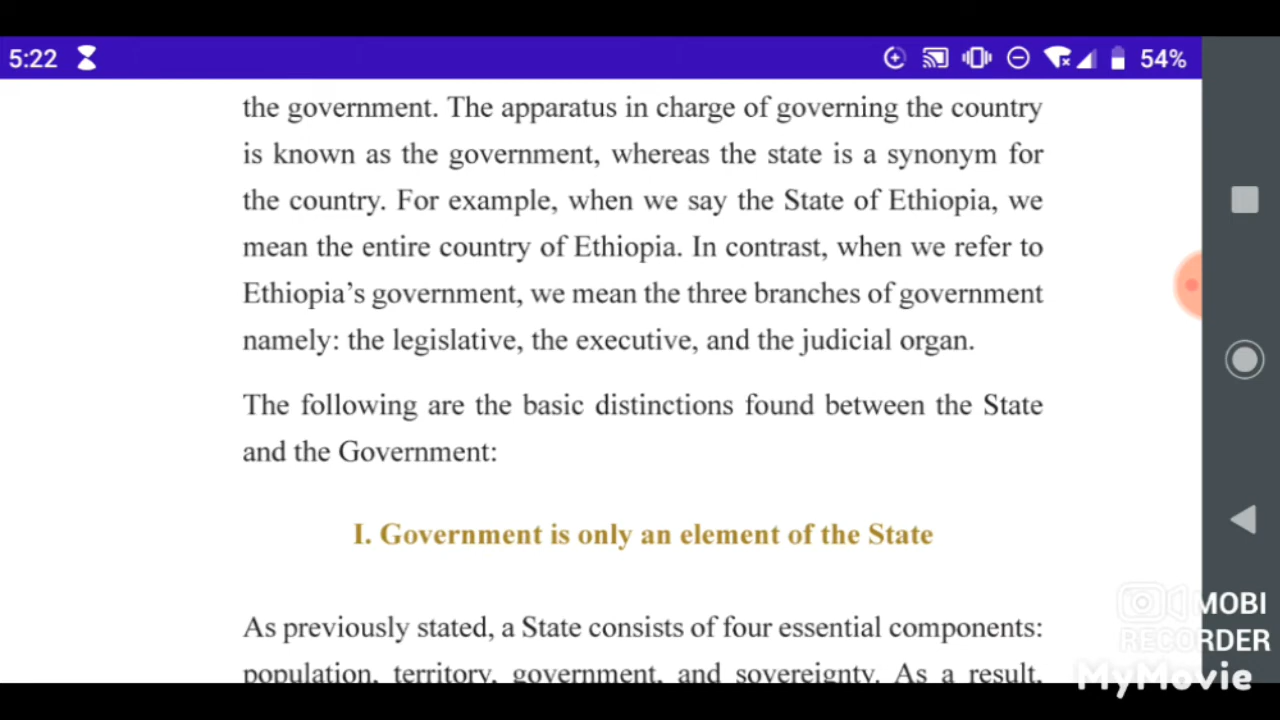 5:22
54%
the government. The apparatus in charge of governing the country
is known as the government, whereas the state is a synonym for
the country. For example, when we say the State of Ethiopia, we
mean the entire country of Ethiopia. In contrast, when we refer to
Ethiopia’s government, we mean the three branches of government
namely: the legislative, the executive, and the judicial organ.
The following are the basic distinctions found between the State
and the Government:
I. Government is only an element of the State
As previously stated, a State consists of four essential components:
population, territory, government, and sovereignty. As a result,
MOBI
RECORDER
MyMovie